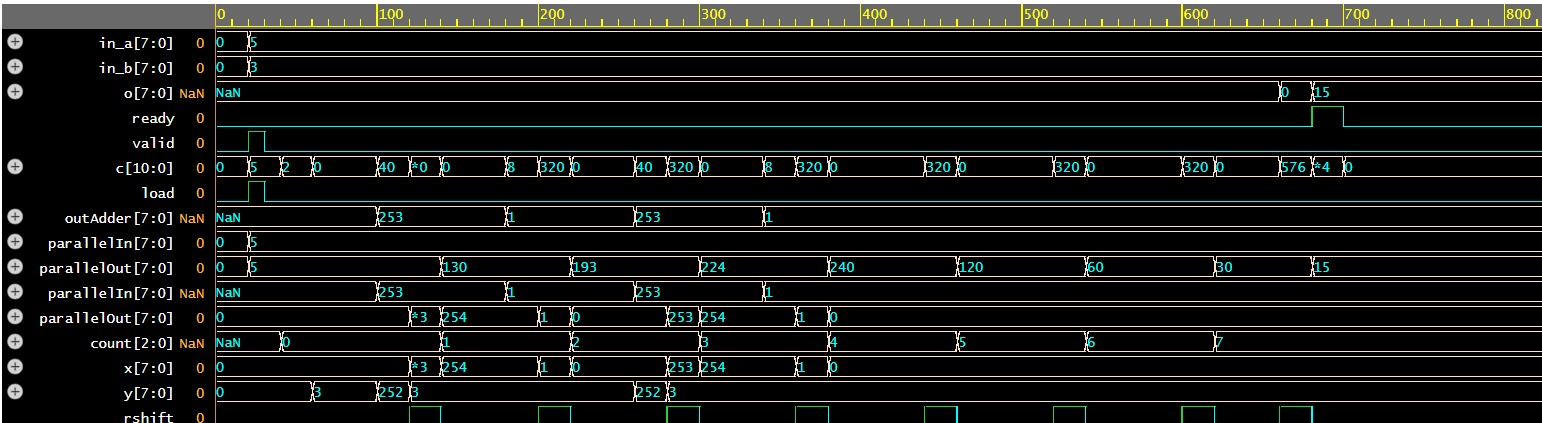 0 100 200 300 400 500 600 700 800
in_a[7:0] 0 0 5
in_b[7:0] 0 0 3
o[7:0] NaN NaN 0 15
ready 0
valid 0
c[10:0] 0 0 5 2 0 40 *0 0 8 320 0 40 320 0 8 320 0 320 0 320 0 320 0 576 *4 0
load 0
outAdder[7:0] NaN NaN 253 1 253 1
parallelIn[7:0] 0 0 5
parallelOut[7:0] 0 0 5 130 193 224 240 120 60 30 15
parallelIn[7:0] NaN NaN 253 1 253 1
parallelOut[7:0] 0 0 *3 254 1 0 253 254 1 0
count[2:0] NaN NaN 0 1 2 3 4 5 6 7
x[7:0] 0 0 *3 254 1 0 253 254 1 0
y[7:0] 0 0 3 252 3 252 3
rshift 0